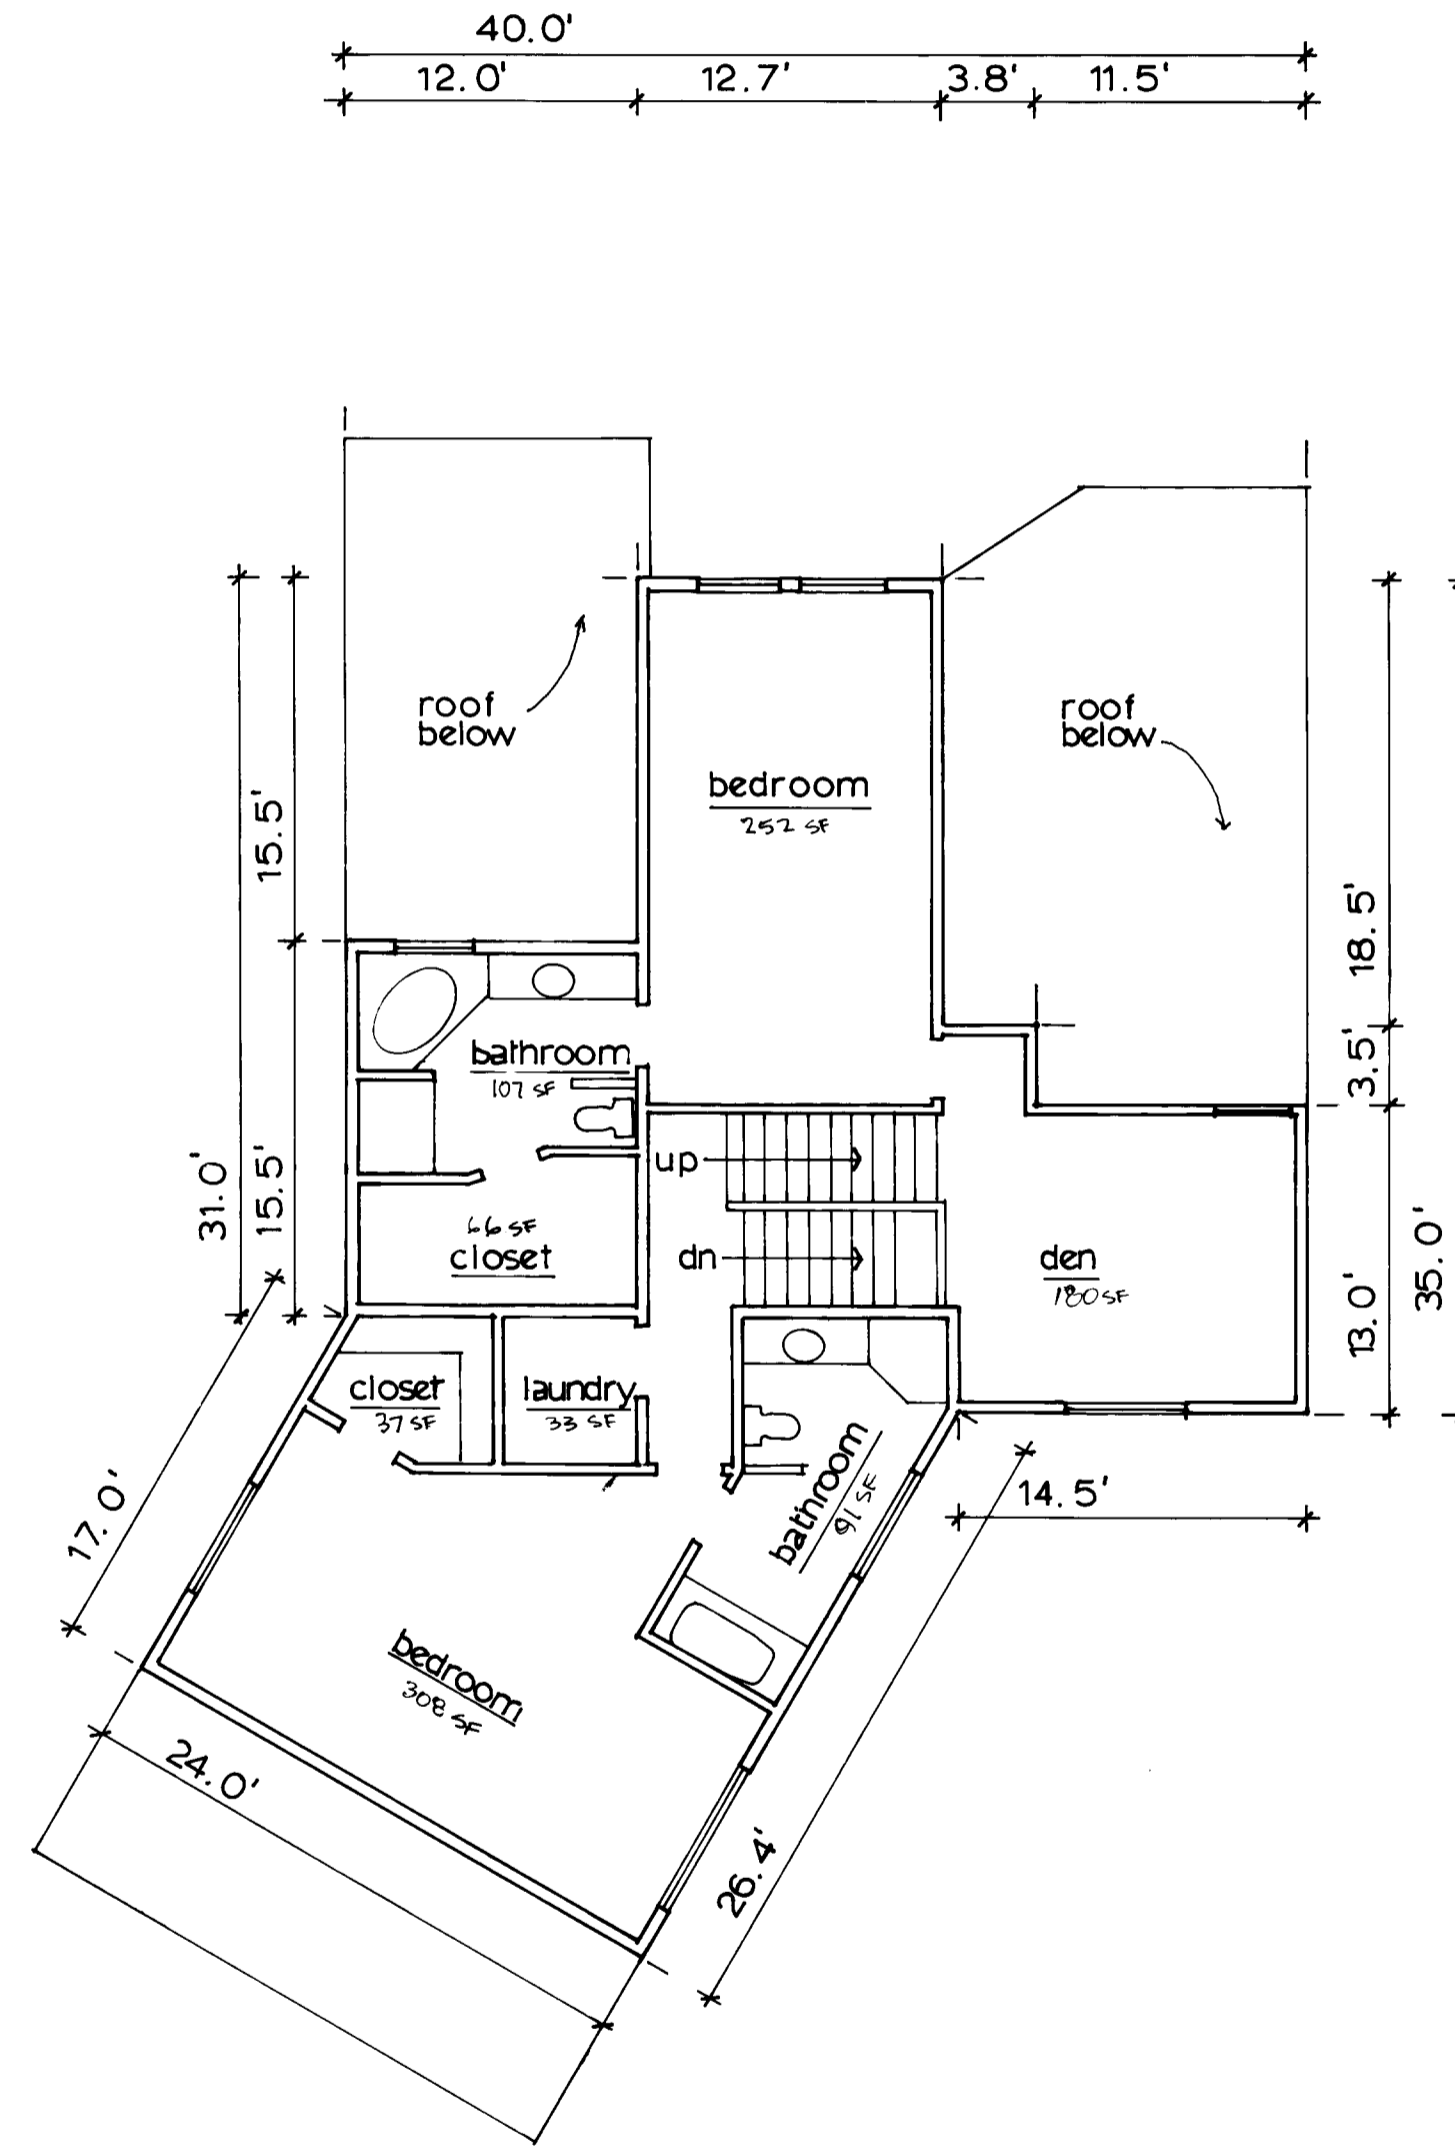 40.0'
12.0' 12.7' 3.8' 11.5'
roof
below
roof
below
bedroom
252 SF
15.5'
18.5'
bathroom
107 SF
3.5'
31.0'
15.5'
up
66 SF
closet
dn
den
180 SF
13.0'
35.0'
closet
37 SF
laundry
33 SF
bathroom
91 SF
14.5'
17.0'
bedroom
308 SF
24.0'
26.4'